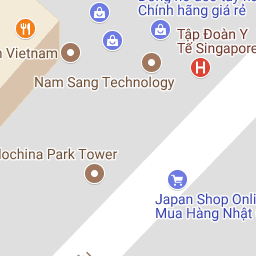 Chính hãng giá rẻ
Tập Đoàn Y
Tế Singapore
Vietnam
Nam Sang Technology
Park Tower
Japan Shop Onli
Mua Hàng Nhật